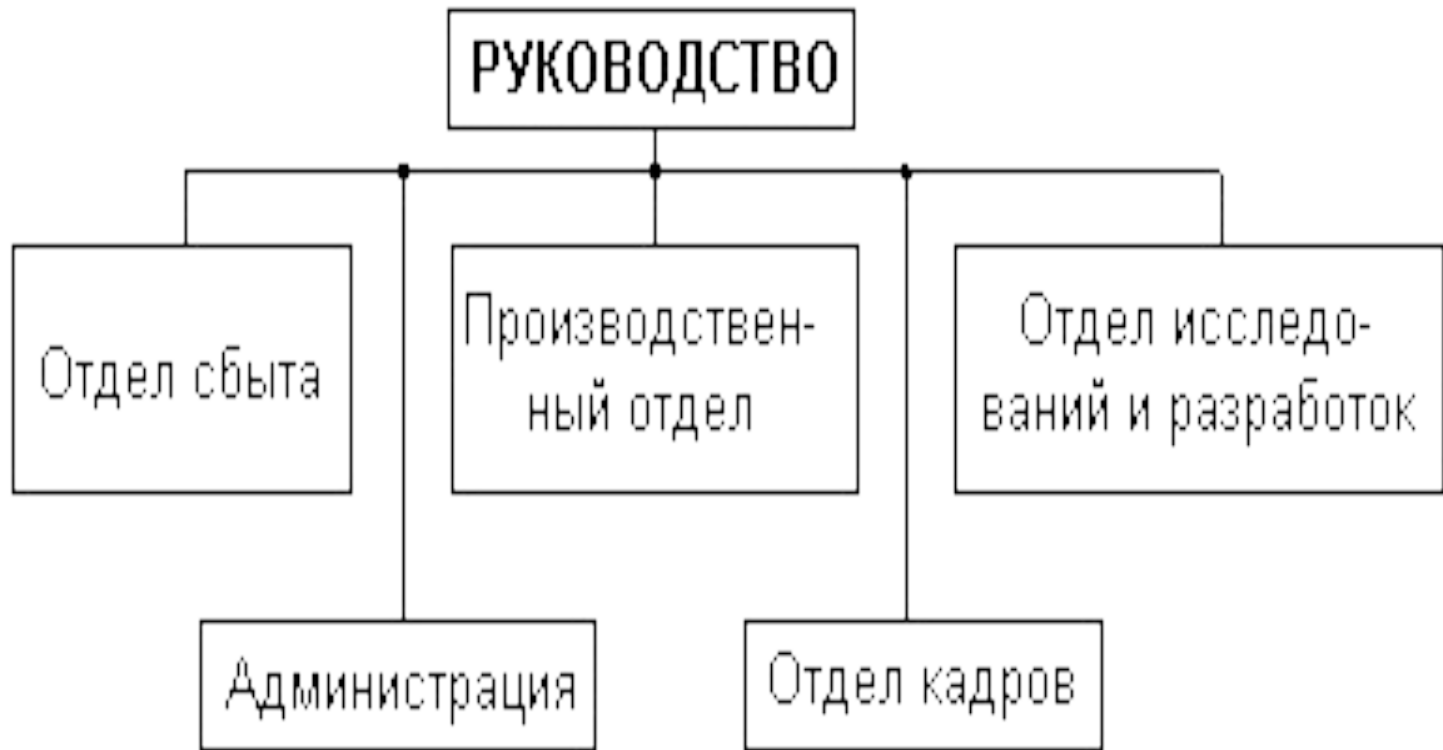 РУКОВОДСТВО
Отдел сбыта
Производствен-
ный отдел
Отдел исследо-
ваний и разработок
Администрация
Отдел кадров